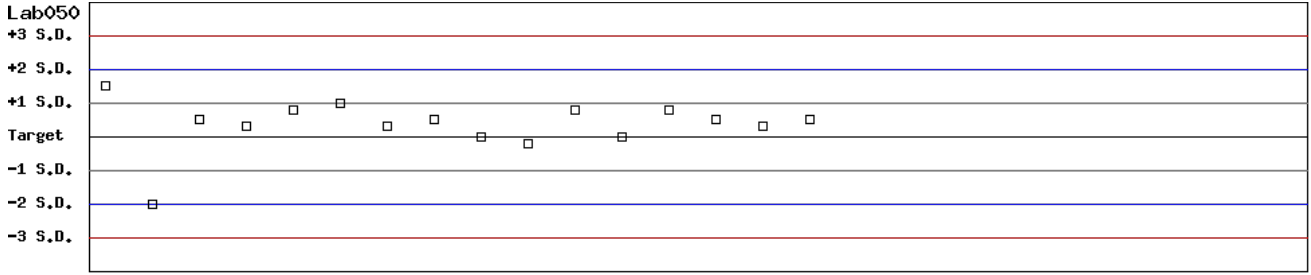 Lab050
+3 S.D.
+2 S.D.
+1 S.D.
Target
-1 S.D.
-2 S.D.
-3 S.D.